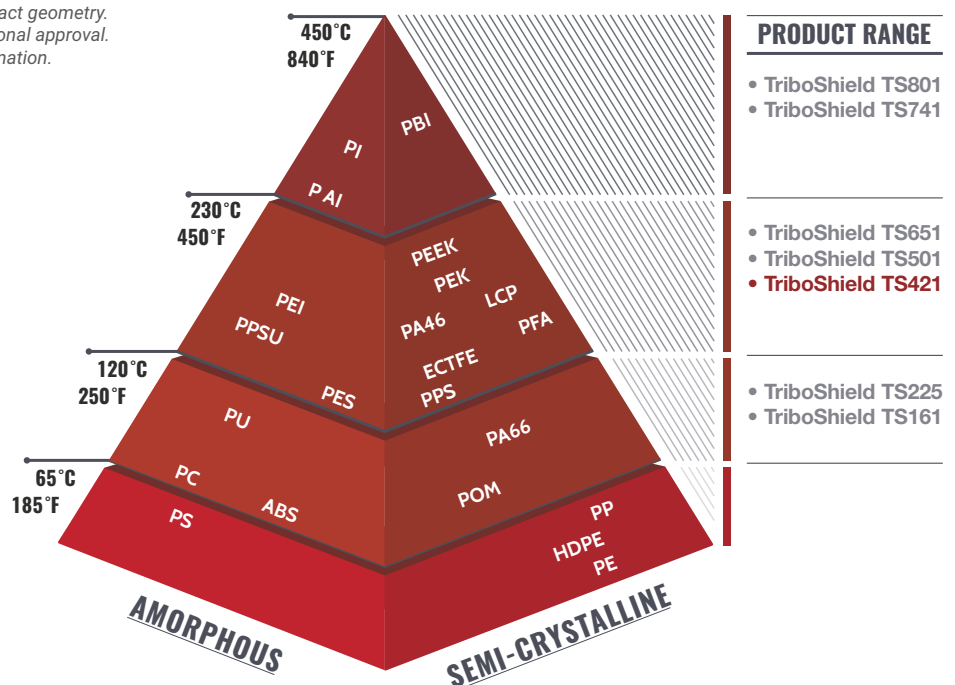 act geometry.
onal approval.
nation.
450°C
840°F
PRODUCT RANGE
• TriboShield TS801
• TriboShield TS741
PBI
PI
P AI
230°C
450°F
• TriboShield TS651
• TriboShield TS501
• TriboShield TS421
PEEK
PEK
LCP
PEI
PA46
PFA
PPSU
ECTFE
PPS
PES
120°C
250°F
• TriboShield TS225
• TriboShield TS161
PU
PA66
PC
POM
ABS
65°C
185°F
PS
PP
HDPE
PE
AMORPHOUS
SEMI-CRYSTALLINE